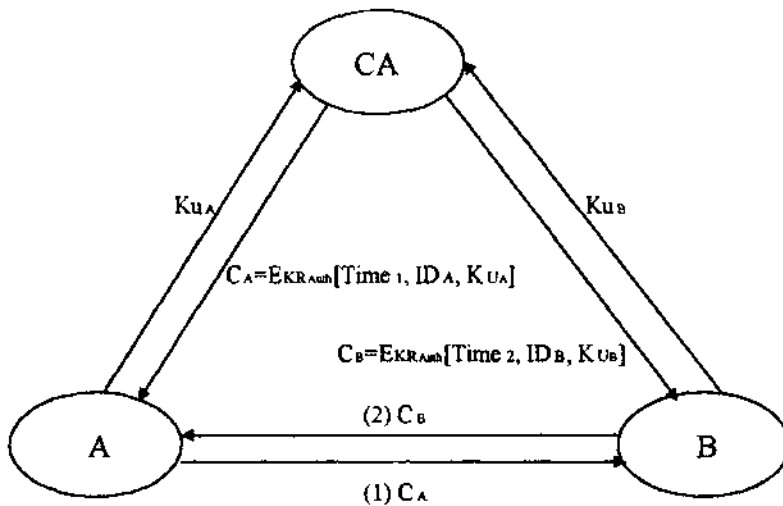 CA
KuA
KuB
CA=EKRAuth[Time 1, IDA, KUA]
CB=EKRAuth[Time 2, IDB, KUB]
(2) CB
A
B
(1) CA